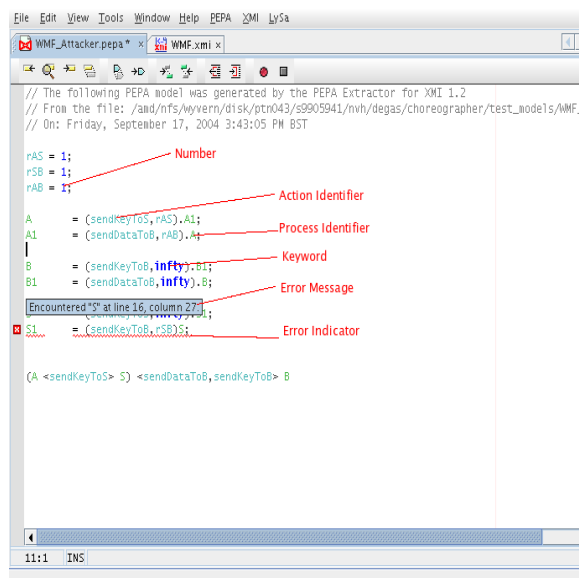 File Edit View Tools Window Help PEPA XMI LySa
WMF_Attacker.pepa* x WMF.xmi x
// The following PEPA model was generated by the PEPA Extractor for XMI 1.2
// From the file: /amd/nfs/wyvern/disk/ptn043/s9905941/nvh/degas/choreographer/test_models/WMF_
// On: Friday, September 17, 2004 3:43:05 PM BST
rAS = 1;
Number
rSB = 1;
rAB = 1;
Action Identifier
A = (sendKeyToS,rAS).A1;
A1 = (sendDataToB,rAB).A;
Process Identifier
Keyword
B = (sendKeyToB,infty).B1;
B1 = (sendDataToB,infty).B;
Error Message
Encountered "S" at line 16, column 27:
S1 = (sendKeyToB,rSB)S;
Error Indicator
(A <sendKeyToS> S) <sendDataToB,sendKeyToB> B
11:1 INS